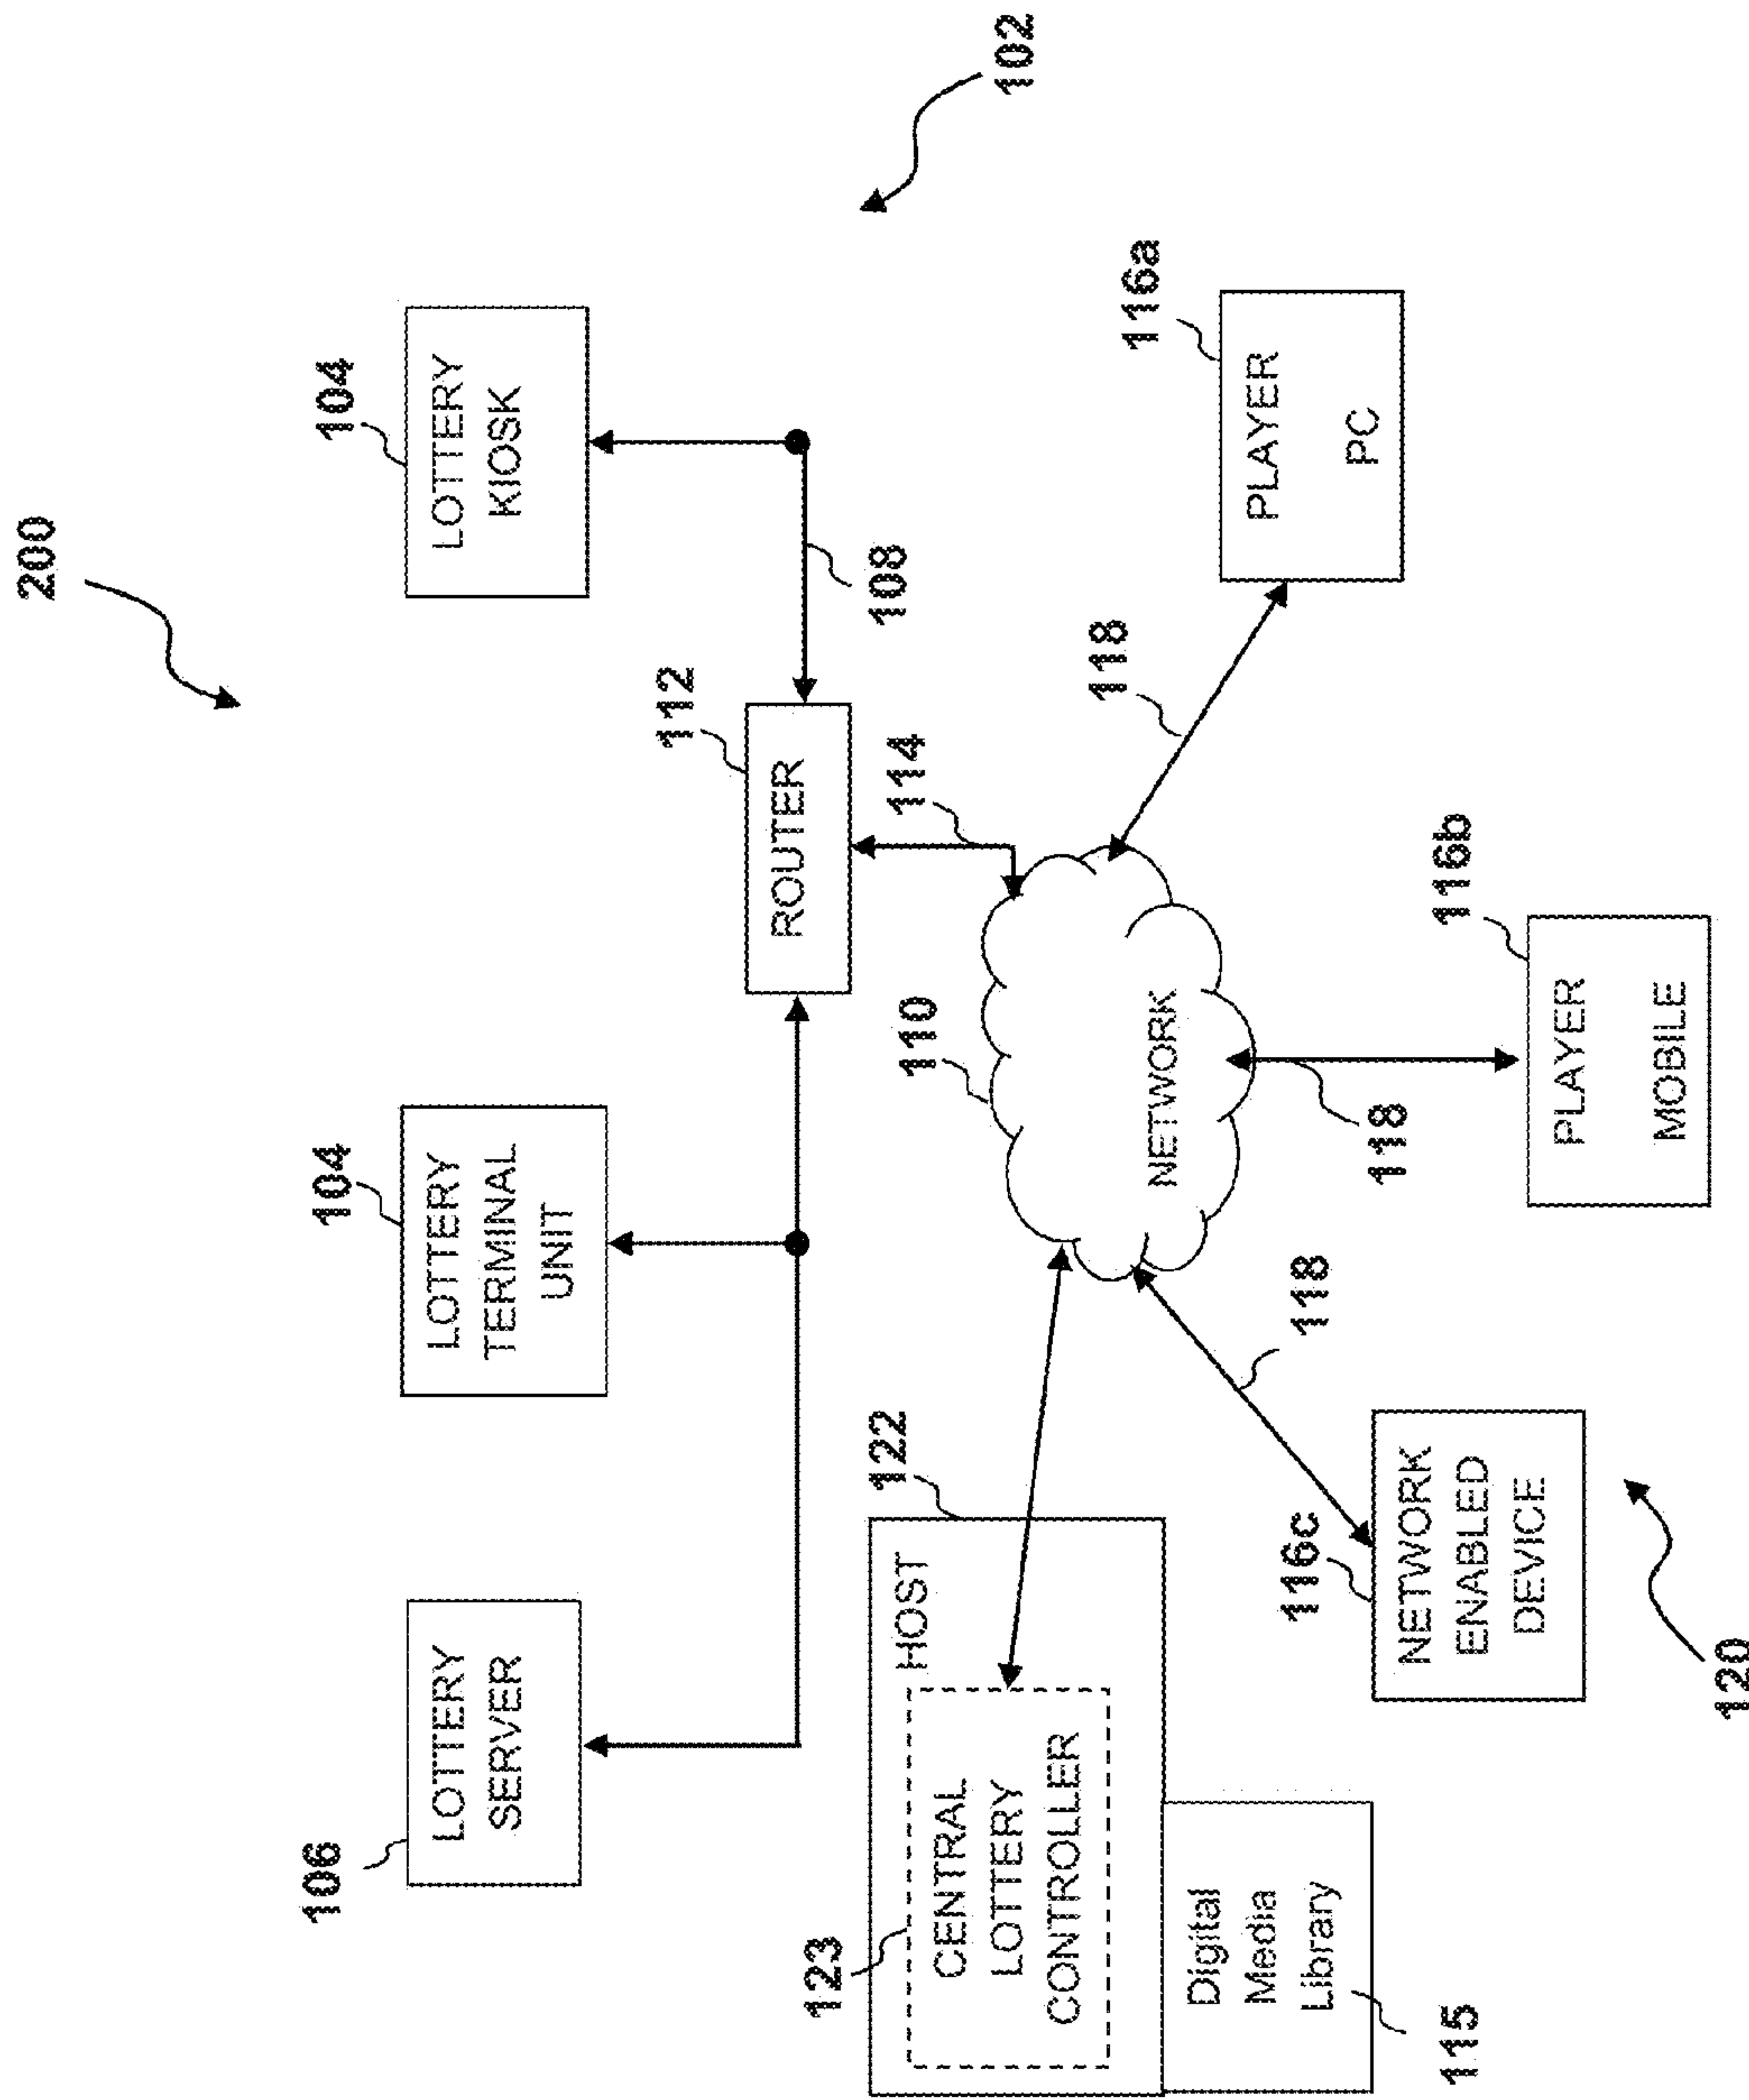 200
106
LOTTERY
SERVER
104
LOTTERY
TERMINAL
UNIT
104
LOTTERY
KIOSK
112
ROUTER
108
102
114
110
NETWORK
122
HOST
123
CENTRAL
LOTTERY
CONTROLLER
Digital
Media
Library
115
118
116c
NETWORK
ENABLED
DEVICE
120
118
116b
PLAYER
MOBILE
118
116a
PLAYER
PC